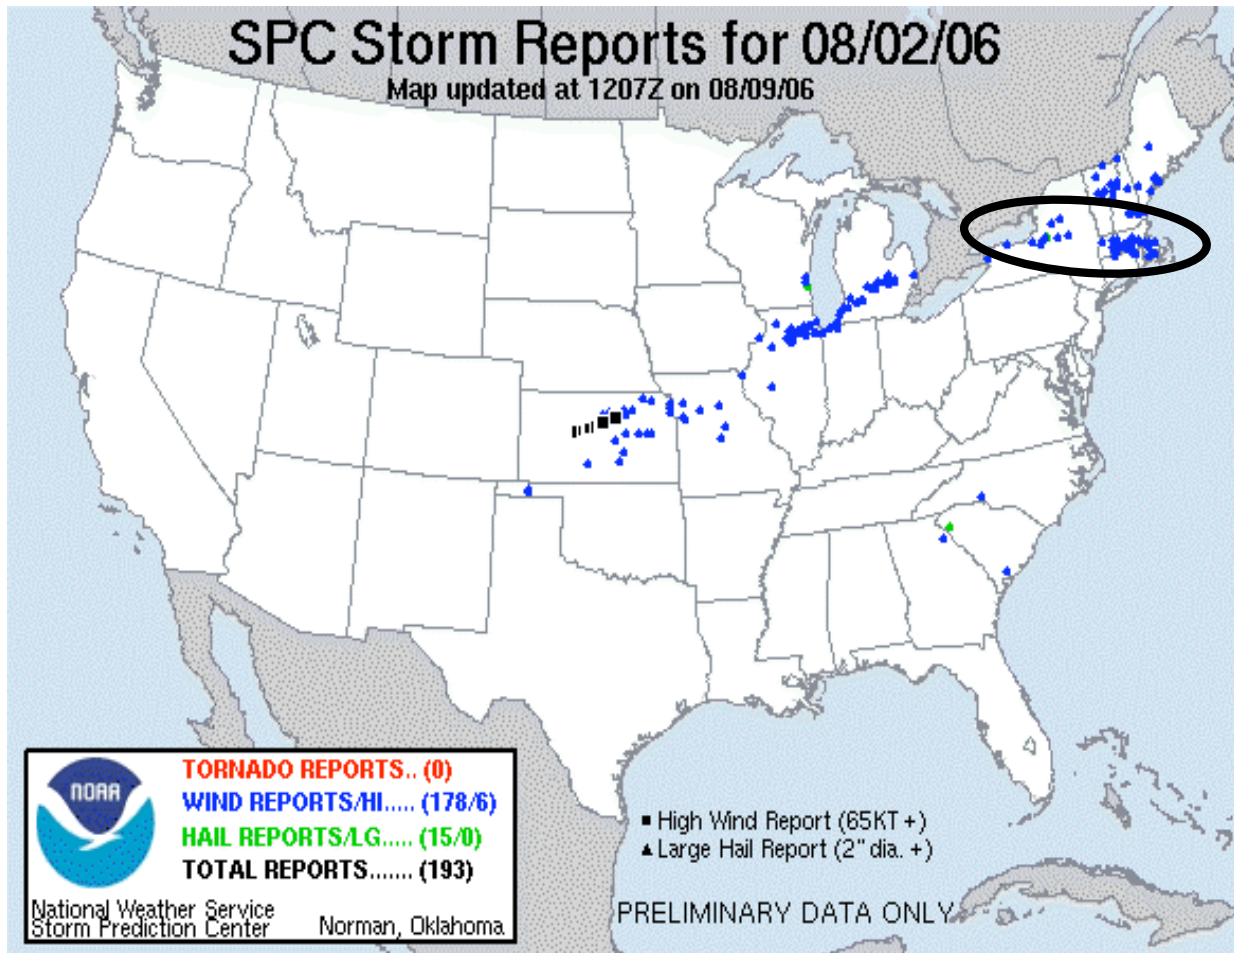 SPC Storm Reports for 08/02/06
Map updated at 1207Z on 08/09/06
NOAA
TORNADO REPORTS.. (0)
WIND REPORTS/HI..... (178/6)
HAIL REPORTS/LG..... (15/0)
TOTAL REPORTS....... (193)
National Weather Service
Storm Prediction Center
Norman, Oklahoma
High Wind Report (65KT +)
Large Hail Report (2" dia. +)
PRELIMINARY DATA ONLY